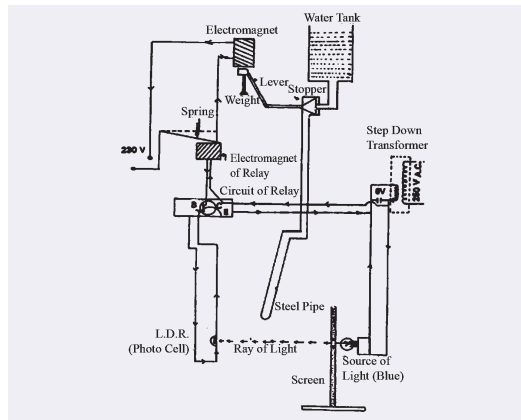 Water Tank
Electromagnet
Lever
Stopper
Weight
Spring
Step Down
Transformer
230 V
Electromagnet
of Relay
Circuit of Relay
6V
250 V A.C.
B
E
Steel Pipe
L.D.R.
(Photo Cell)
Ray of Light
Source of
Light (Blue)
Screen